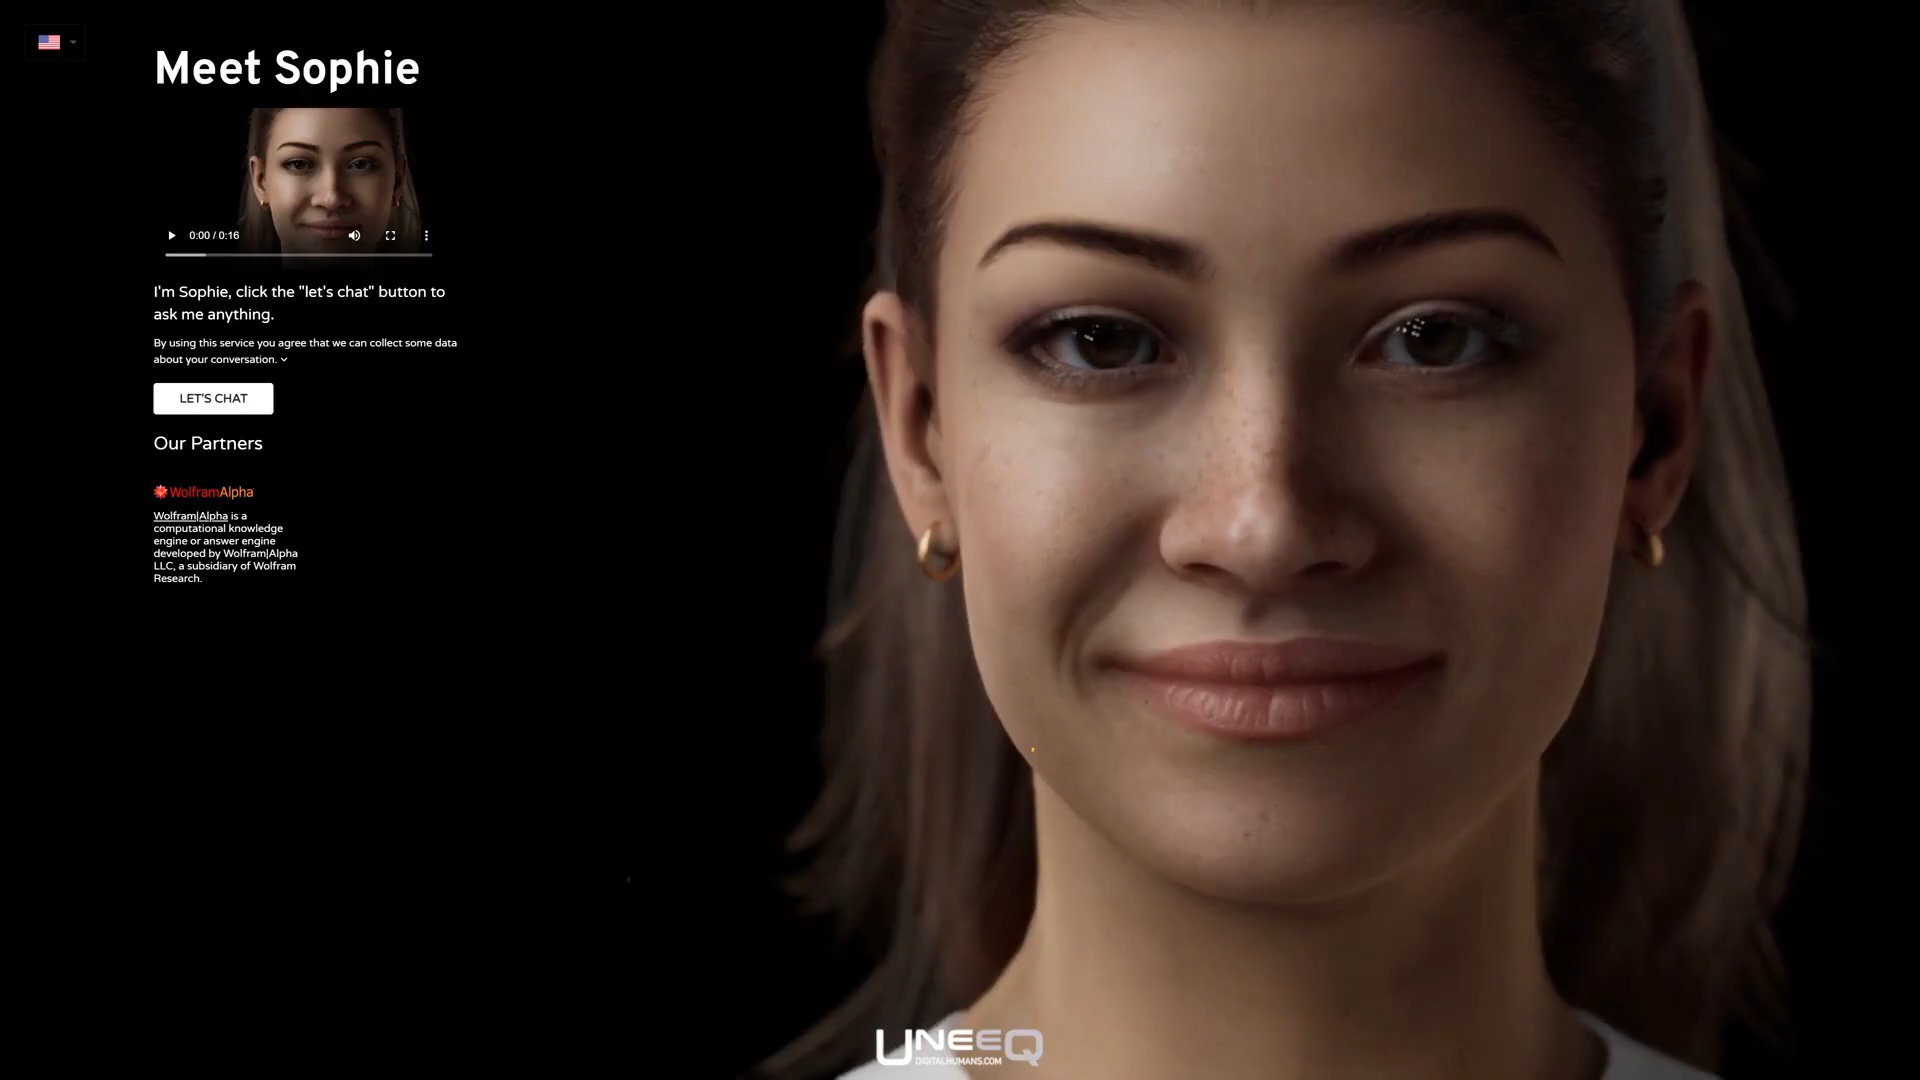 Meet Sophie
0:00 / 0:16
I'm Sophie, click the "let's chat" button to
ask me anything.
By using this service you agree that we can collect some data
about your conversation.
LET'S CHAT
Our Partners
WolframAlpha
Wolfram|Alpha is a
computational knowledge
engine or answer engine
developed by Wolfram|Alpha
LLC, a subsidiary of Wolfram
Research.
UNEEQ
DIGITALHUMANS.COM